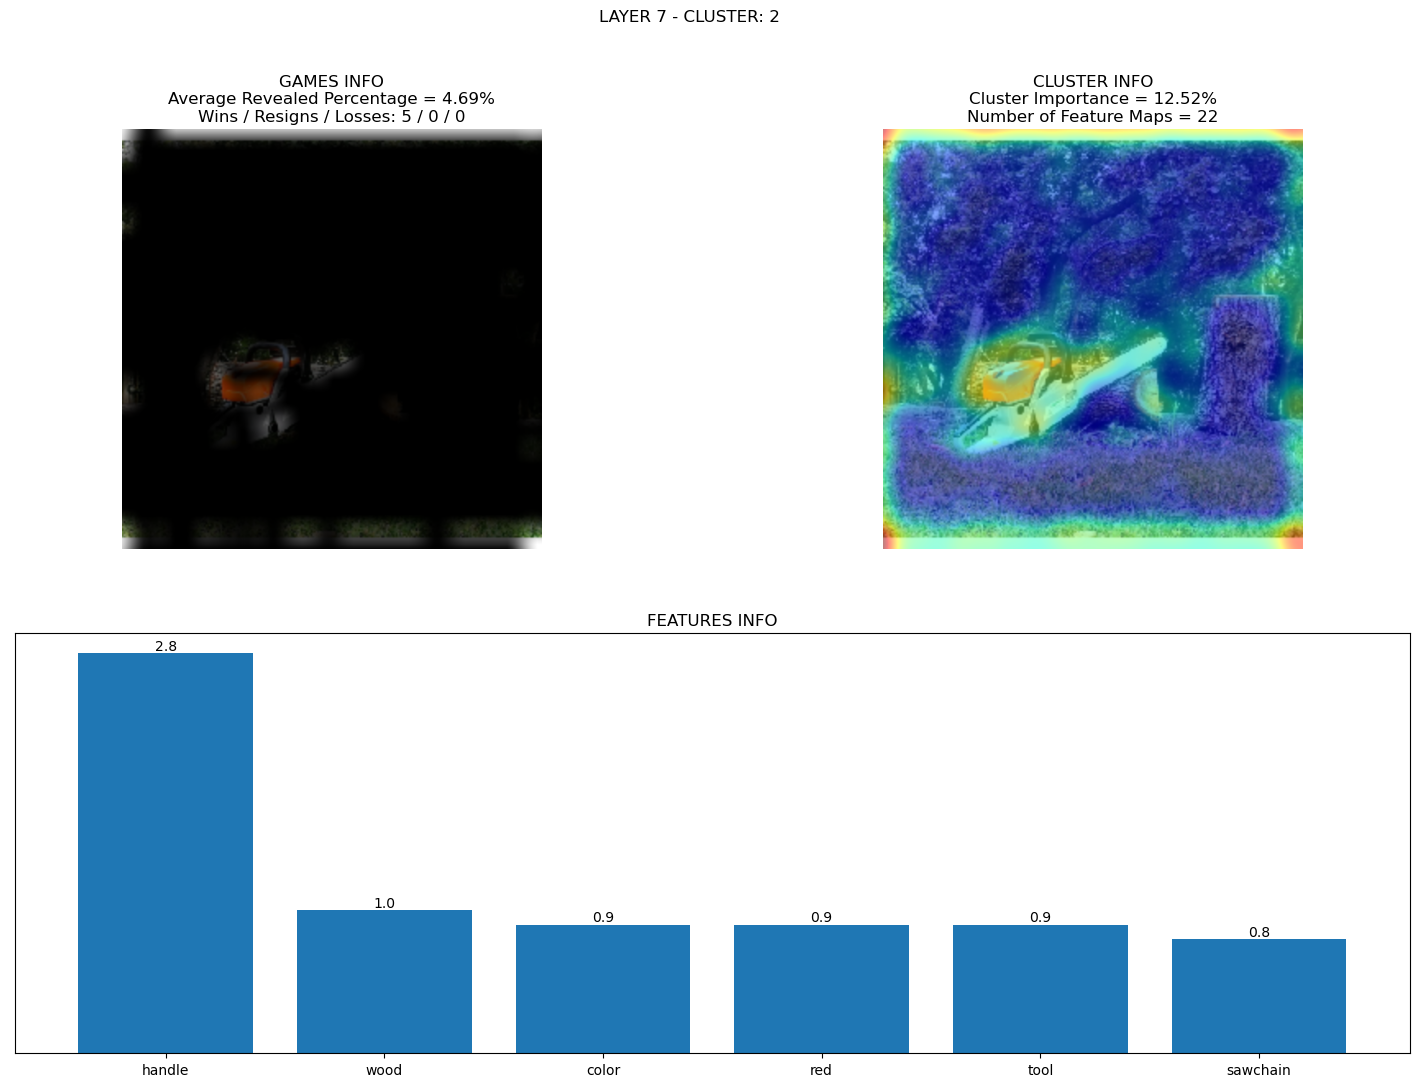 LAYER 7 - CLUSTER: 2
GAMES INFO
Average Revealed Percentage = 4.69%
Wins / Resigns / Losses: 5 / 0 / 0
CLUSTER INFO
Cluster Importance = 12.52%
Number of Feature Maps = 22
FEATURES INFO
2.8
1.0
0.9
0.9
0.9
0.8
handle
wood
color
red
tool
sawchain